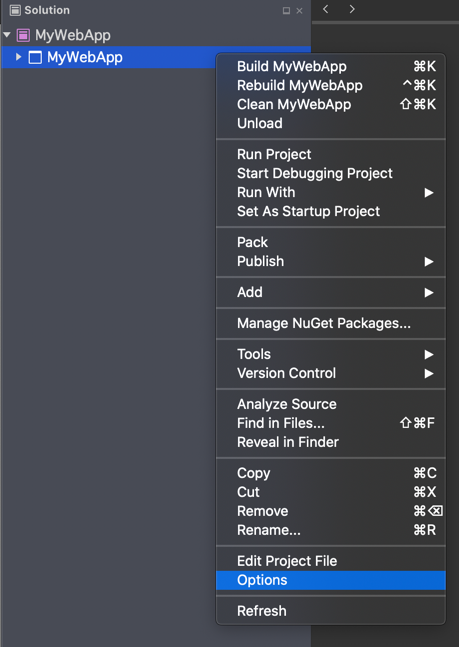 Solution
MyWebApp
MyWebApp
Build MyWebApp ⌘K
Rebuild MyWebApp ^⌘K
Clean MyWebApp ⇧⌘K
Unload
Run Project
Start Debugging Project
Run With
Set As Startup Project
Pack
Publish
Add
Manage NuGet Packages...
Tools
Version Control
Analyze Source
Find in Files... ⇧⌘F
Reveal in Finder
Copy ⌘C
Cut ⌘X
Remove ⌘⌫
Rename... ⌘R
Edit Project File
Options
Refresh